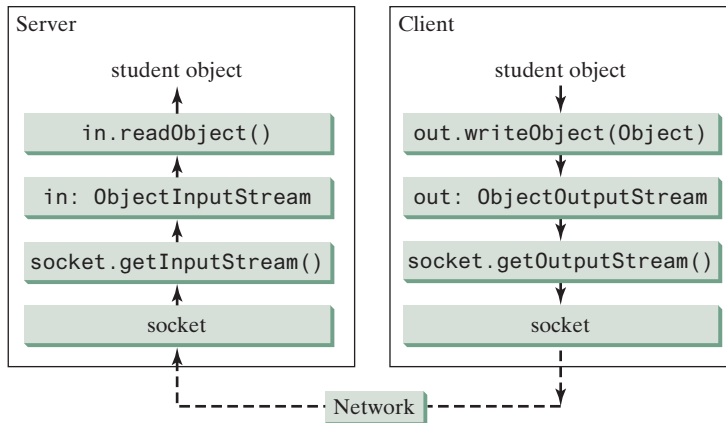 Server
student object
in.readObject()
in: ObjectInputStream
socket.getInputStream()
socket
Client
student object
out.writeObject(Object)
out: ObjectOutputStream
socket.getOutputStream()
socket
Network